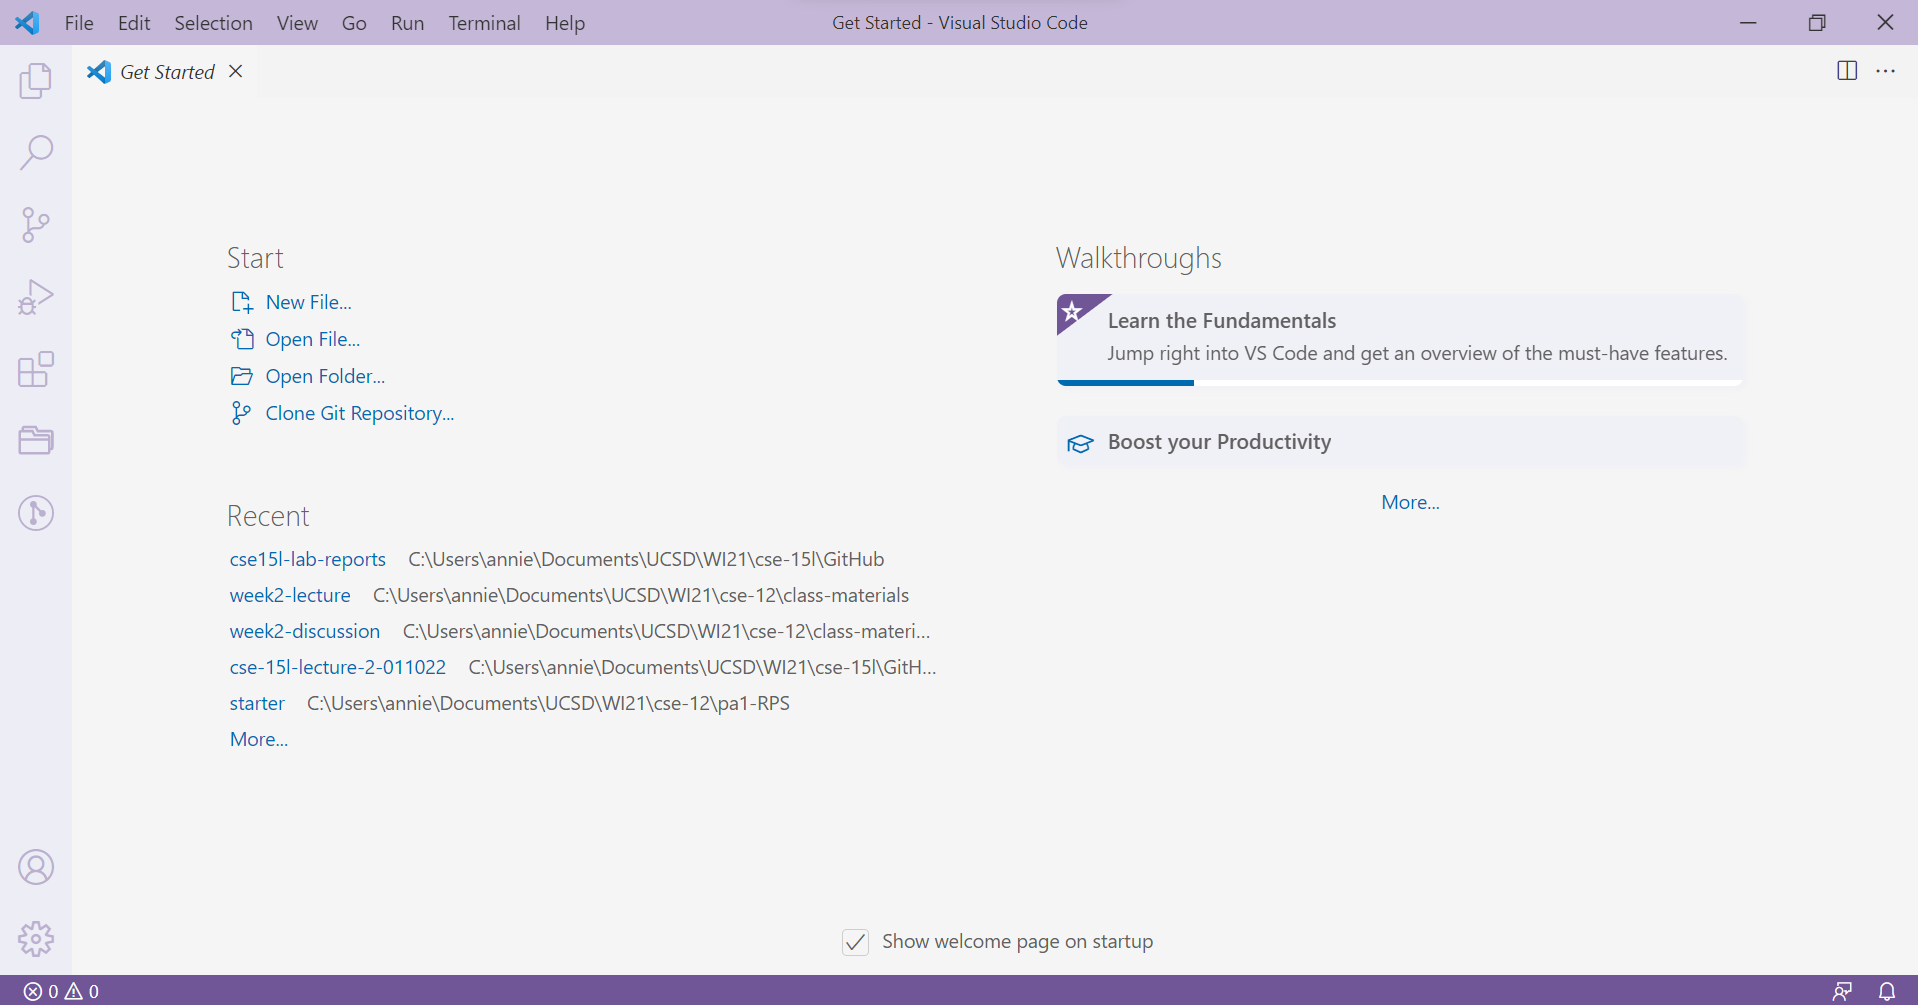 File Edit Selection View Go Run Terminal Help Get Started - Visual Studio Code
Get Started
Start
New File...
Open File...
Open Folder...
Clone Git Repository...
Recent
cse15l-lab-reports C:\Users\annie\Documents\UCSD\WI21\cse-15l\GitHub
week2-lecture C:\Users\annie\Documents\UCSD\WI21\cse-12\class-materials
week2-discussion C:\Users\annie\Documents\UCSD\WI21\cse-12\class-materi...
cse-15l-lecture-2-011022 C:\Users\annie\Documents\UCSD\WI21\cse-15l\GitH...
starter C:\Users\annie\Documents\UCSD\WI21\cse-12\pa1-RPS
More...
Walkthroughs
Learn the Fundamentals
Jump right into VS Code and get an overview of the must-have features.
Boost your Productivity
More...
Show welcome page on startup
0 0